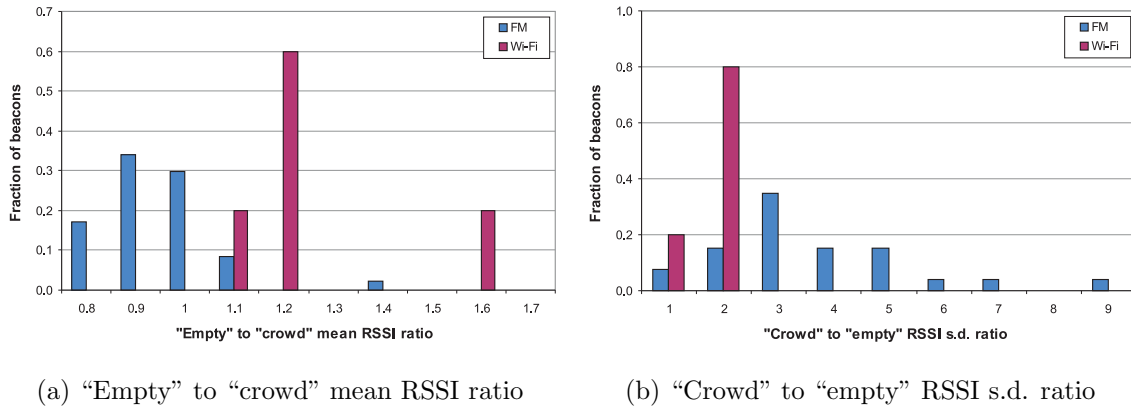 0.7
0.6
0.5
0.4
0.3
0.2
0.1
0.0
Fraction of beacons
FM
Wi-Fi
0.8 0.9 1 1.1 1.2 1.3 1.4 1.5 1.6 1.7
"Empty" to "crowd" mean RSSI ratio
(a) “Empty” to “crowd” mean RSSI ratio
1.0
0.8
0.6
0.4
0.2
0.0
Fraction of beacons
FM
Wi-Fi
1 2 3 4 5 6 7 8 9
"Crowd" to "empty" RSSI s.d. ratio
(b) “Crowd” to “empty” RSSI s.d. ratio